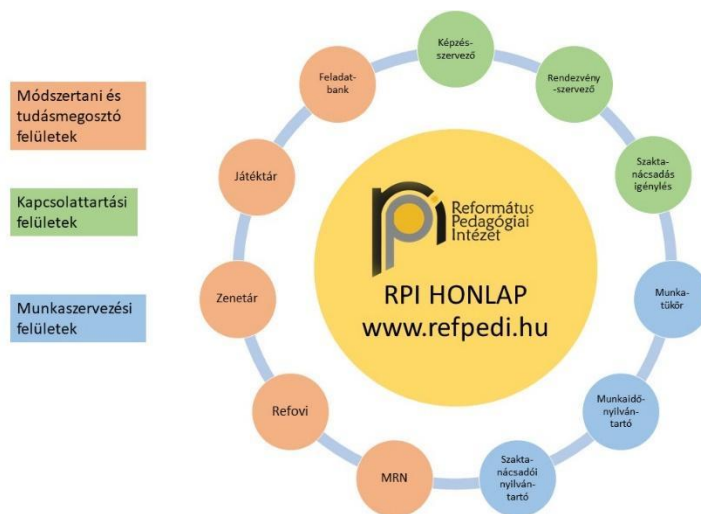 Módszertani és
tudásmegosztó
felületek
Kapcsolattartási
felületek
Munkaszervezési
felületek
Képzés-
szervező
Rendezvény
-szervező
Szakta-
nácsadás
igénylés
Munka-
tükör
Munkaidő-
nyilván-
tartó
Szakta-
nácsadói
nyilván-
tartó
MRN
Refovi
Zenetár
Játéktár
Feladat-
bank
rpi
Református
Pedagógiai
Intézet
RPI HONLAP
www.refpedi.hu